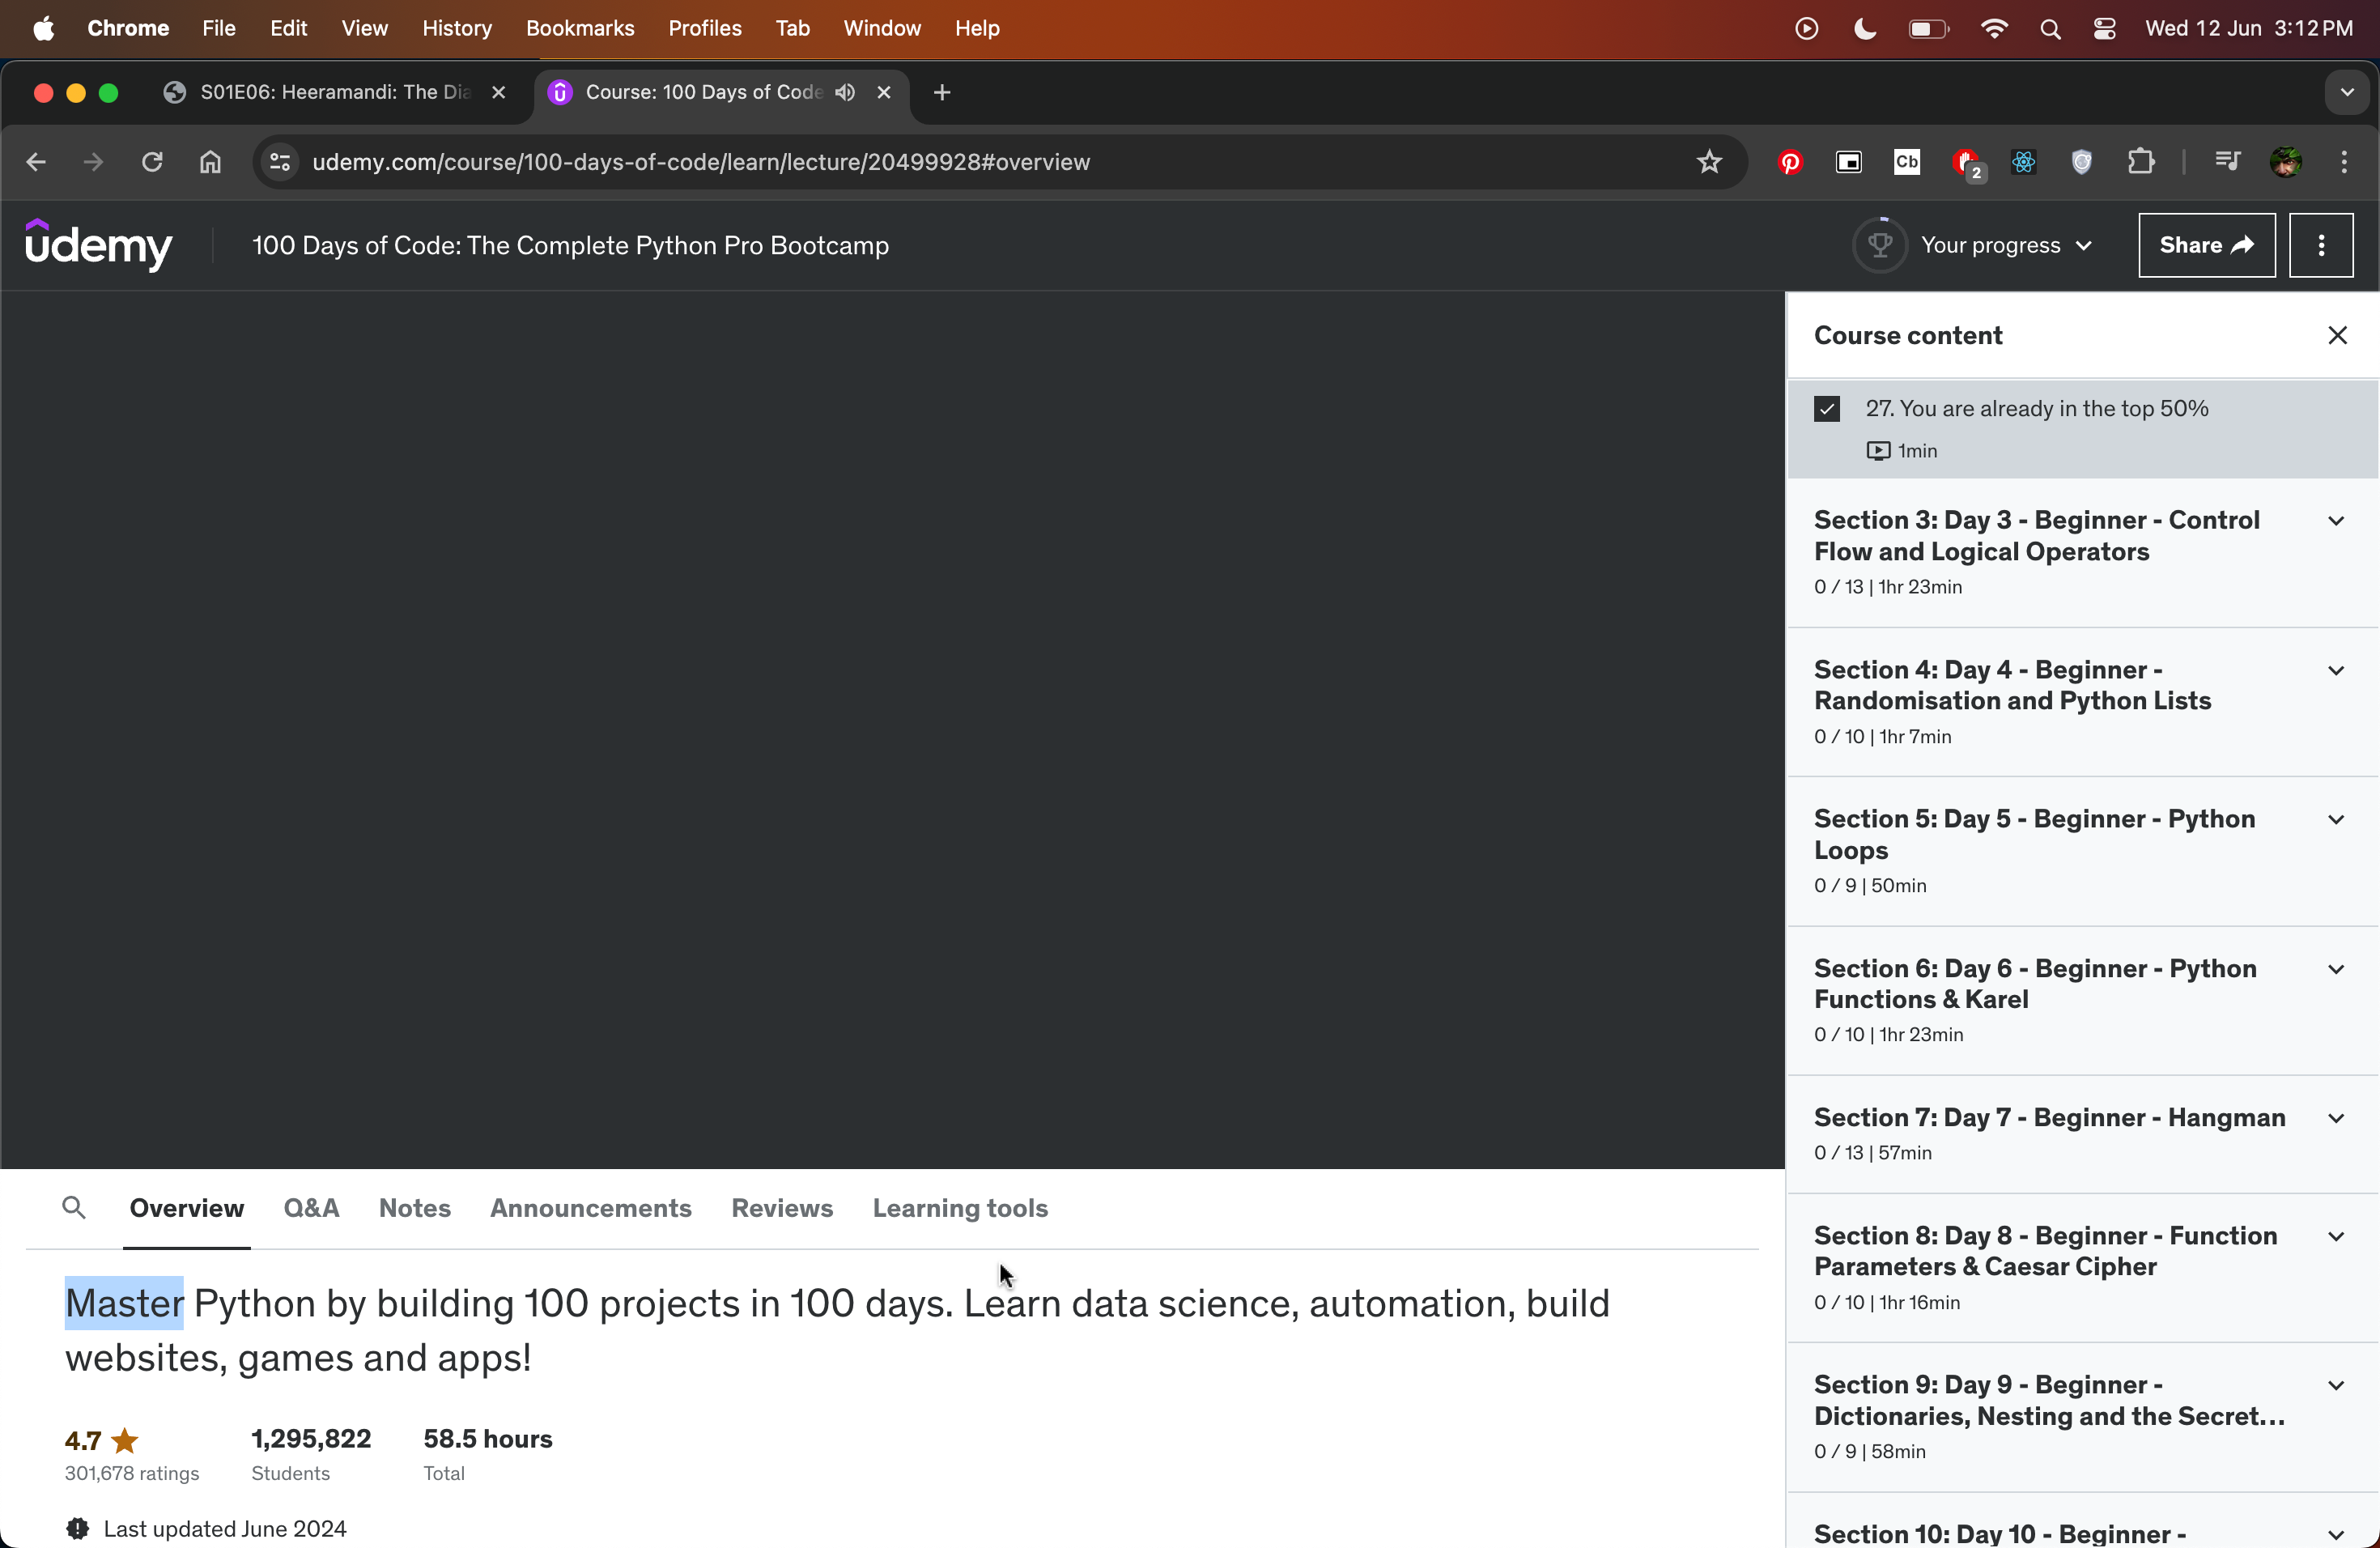 Chrome File Edit View History Bookmarks Profiles Tab Window Help Wed 12 Jun 3:12 PM
S01E06: Heeramandi: The Dia Course: 100 Days of Code
udemy.com/course/100-days-of-code/learn/lecture/20499928#overview Cb 2
udemy 100 Days of Code: The Complete Python Pro Bootcamp Your progress Share
Course content
27. You are already in the top 50%
1min
Section 3: Day 3 - Beginner - Control
Flow and Logical Operators
0 / 13 | 1hr 23min
Section 4: Day 4 - Beginner -
Randomisation and Python Lists
0 / 10 | 1hr 7min
Section 5: Day 5 - Beginner - Python
Loops
0 / 9 | 50min
Section 6: Day 6 - Beginner - Python
Functions & Karel
0 / 10 | 1hr 23min
Section 7: Day 7 - Beginner - Hangman
0 / 13 | 57min
Section 8: Day 8 - Beginner - Function
Parameters & Caesar Cipher
0 / 10 | 1hr 16min
Section 9: Day 9 - Beginner -
Dictionaries, Nesting and the Secret...
0 / 9 | 58min
Section 10: Day 10 - Beginner -
Overview Q&A Notes Announcements Reviews Learning tools
Master Python by building 100 projects in 100 days. Learn data science, automation, build
websites, games and apps!
4.7 1,295,822 58.5 hours
301,678 ratings Students Total
Last updated June 2024